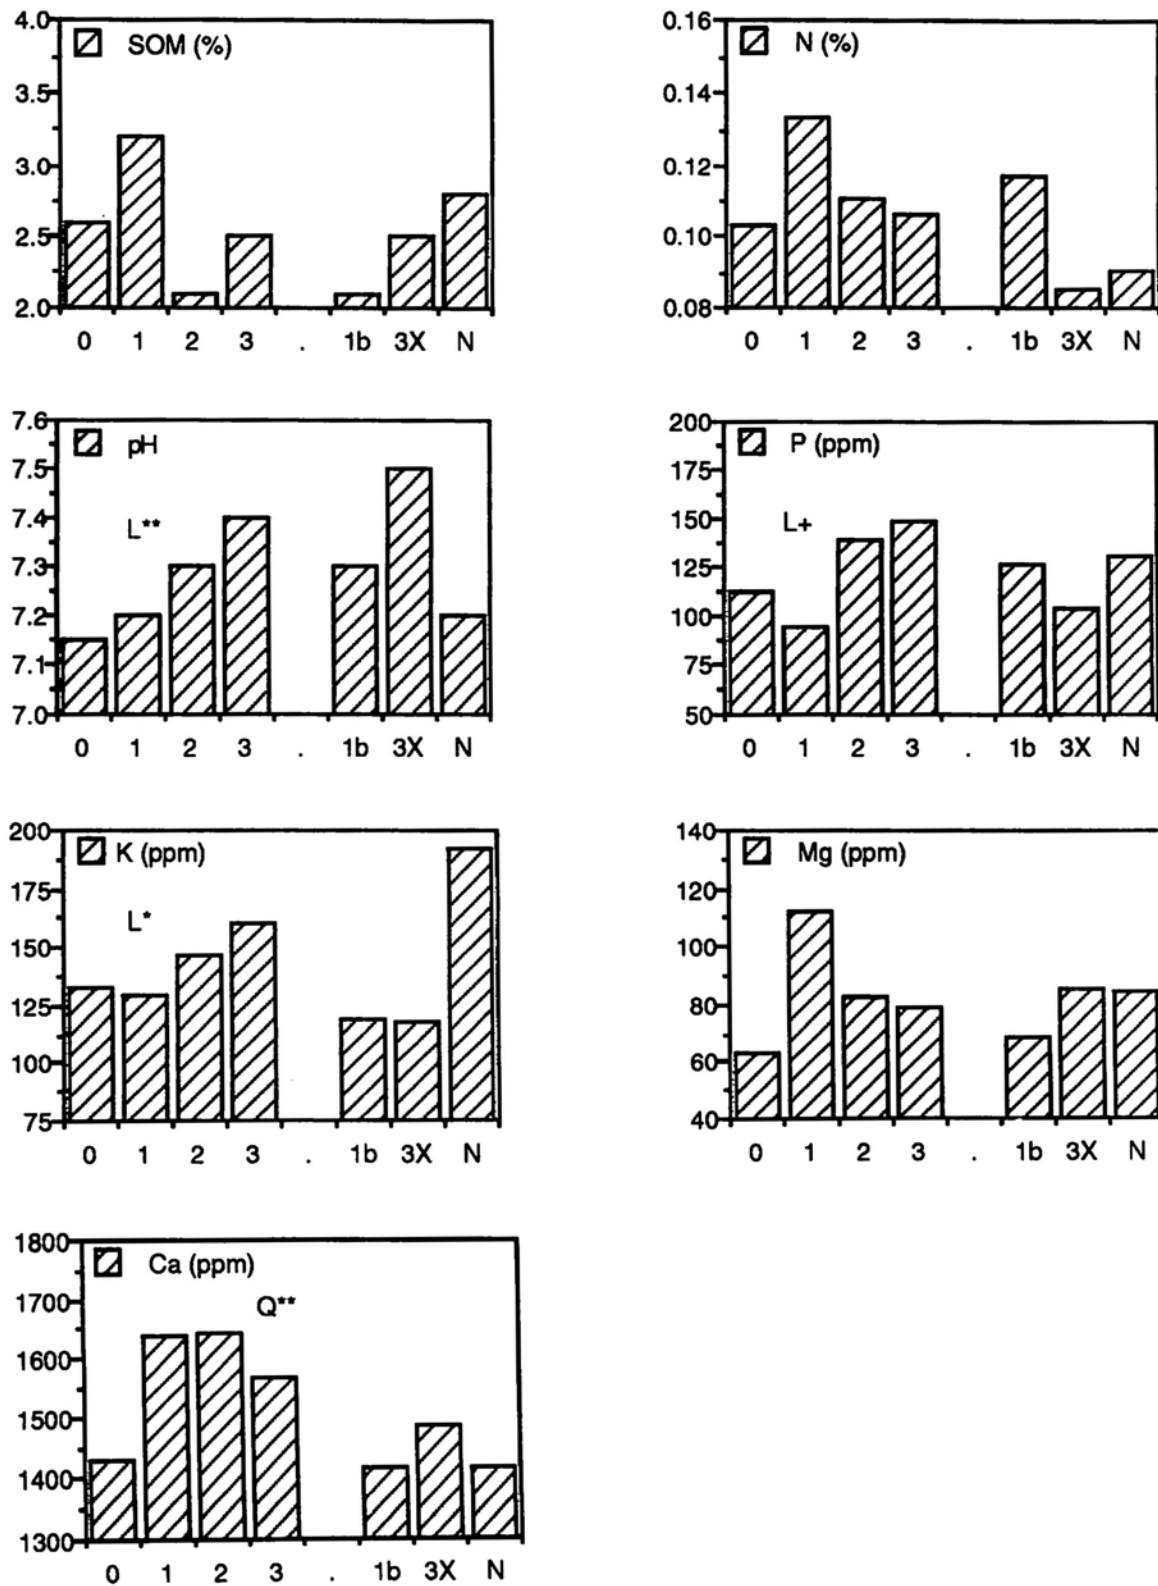 SOM (%)
4.0
3.5
3.0
2.5
2.0
0 1 2 3 . 1b 3X N
N (%)
0.16
0.14
0.12
0.10
0.08
0 1 2 3 . 1b 3X N
pH
L**
7.6
7.5
7.4
7.3
7.2
7.1
7.0
0 1 2 3 . 1b 3X N
P (ppm)
L+
200
175
150
125
100
75
50
0 1 2 3 . 1b 3X N
K (ppm)
L*
200
175
150
125
100
75
0 1 2 3 . 1b 3X N
Mg (ppm)
140
120
100
80
60
40
0 1 2 3 . 1b 3X N
Ca (ppm)
Q**
1800
1700
1600
1500
1400
1300
0 1 2 3 . 1b 3X N